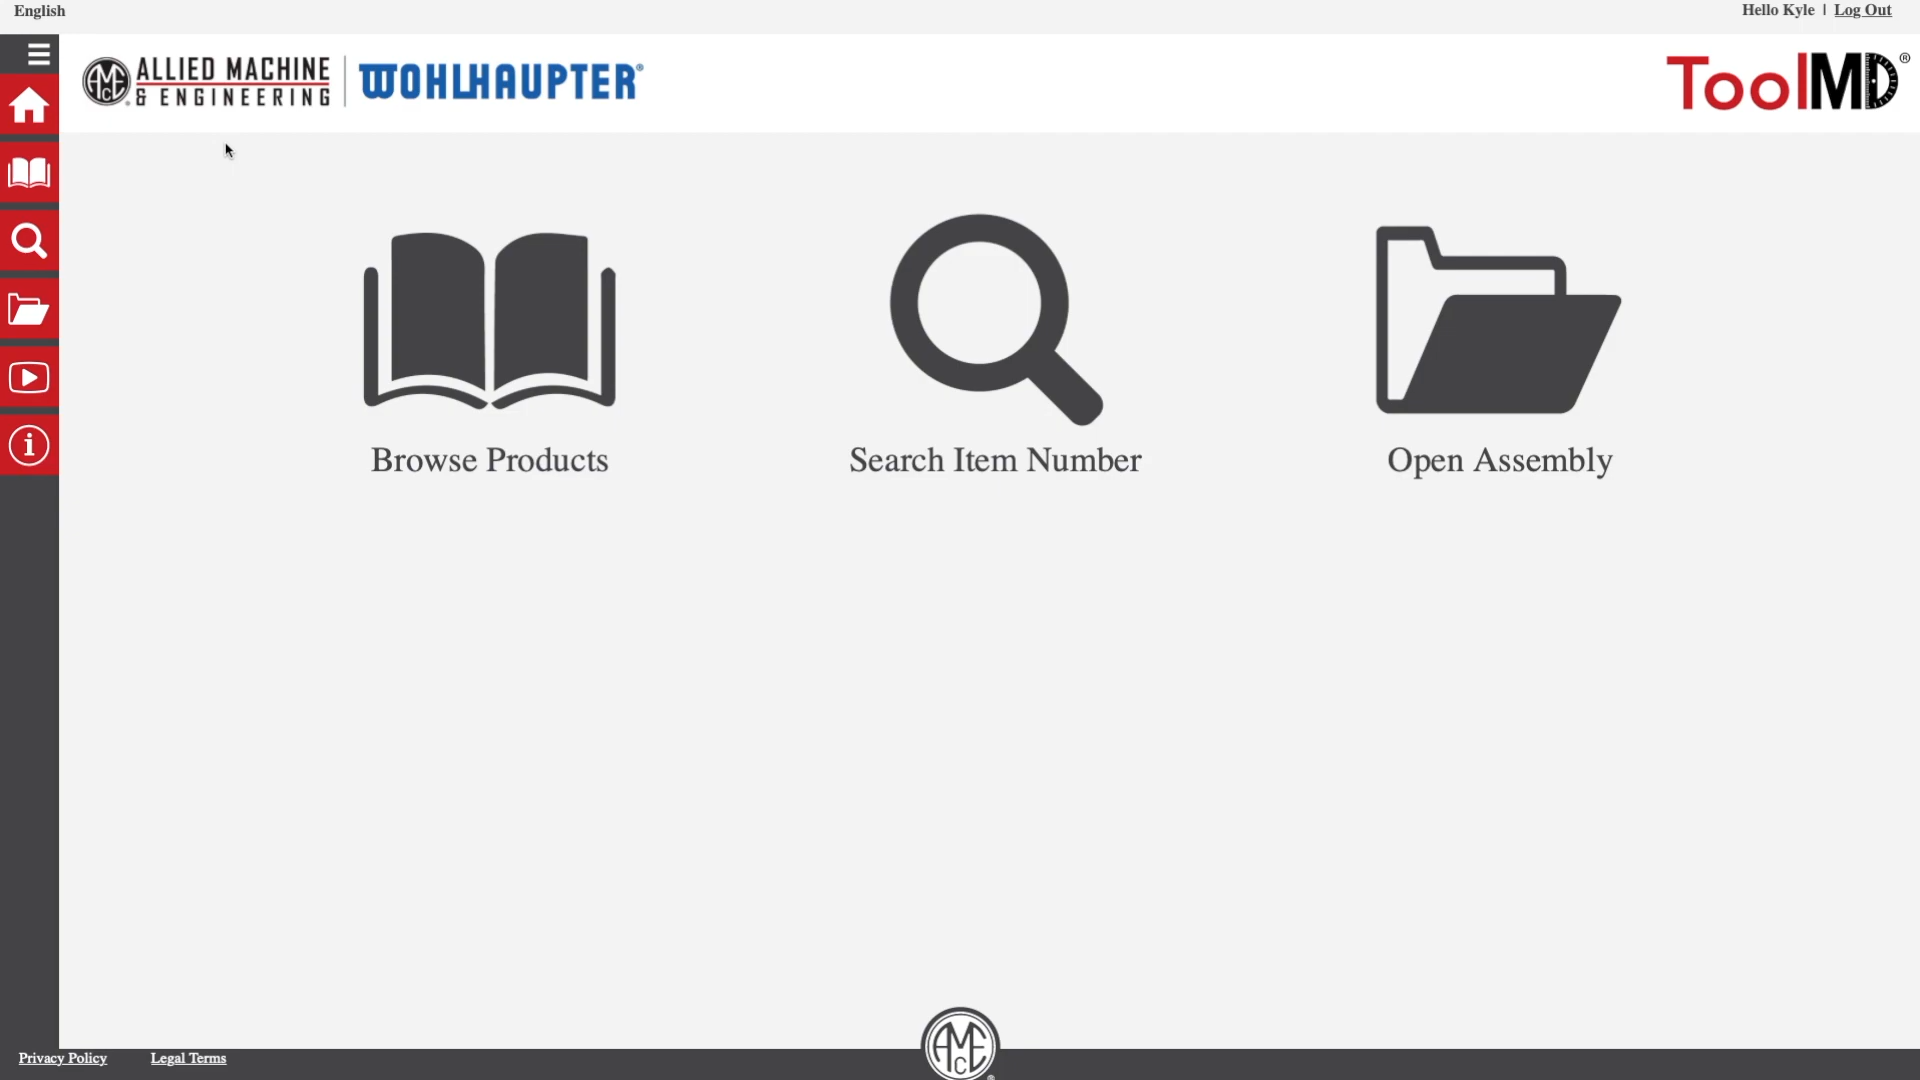 English
Hello Kyle | Log Out
ALLIED MACHINE
& ENGINEERING
WOHLHAUPTER®
ToolMD®
Browse Products
Search Item Number
Open Assembly
Privacy Policy
Legal Terms
AMEC®